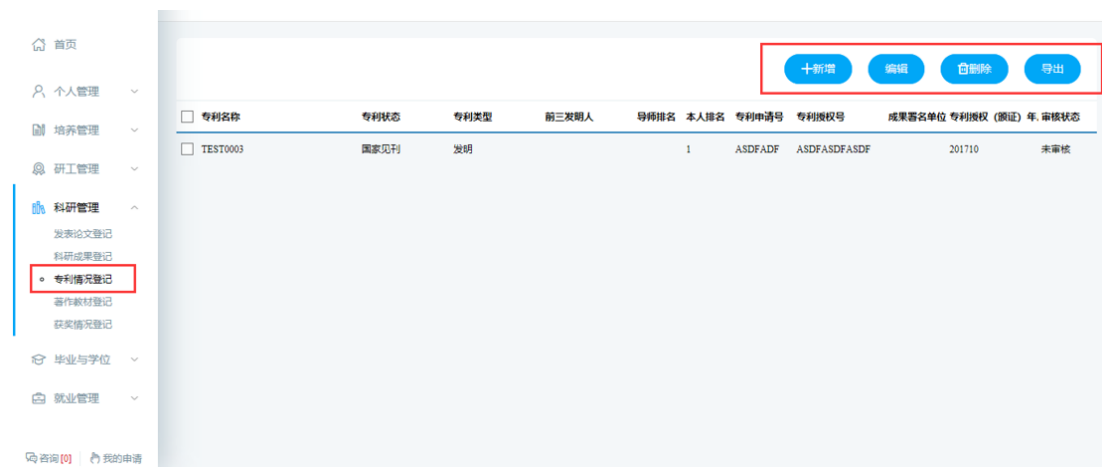 首页
个人管理
培养管理
研工管理
科研管理
发表论文登记
科研成果登记
专利情况登记
著作教材登记
获奖情况登记
毕业与学位
就业管理
咨询[0] 我的申请
+新增 编辑 删除 导出
专利名称 专利状态 专利类型 前三发明人 导师排名 本人排名 专利申请号 专利授权号 成果署名单位 专利授权 (颁证) 年, 审核状态
TEST0003 国家见刊 发明 1 ASDFADF ASDFASDFASDF 201710 未审核